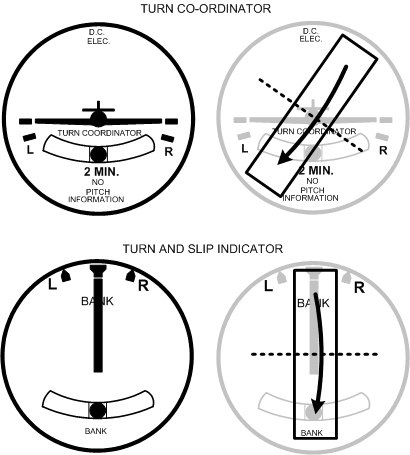 TURN CO-ORDINATOR
D.C.
ELEC.
TURN COORDINATOR
L
R
2 MIN.
NO
PITCH
INFORMATION
D.C.
ELEC.
TURN COORDINATOR
L
R
2 MIN.
NO
PITCH
INFORMATION
TURN AND SLIP INDICATOR
L
R
BANK
BANK
L
R
BANK
BANK